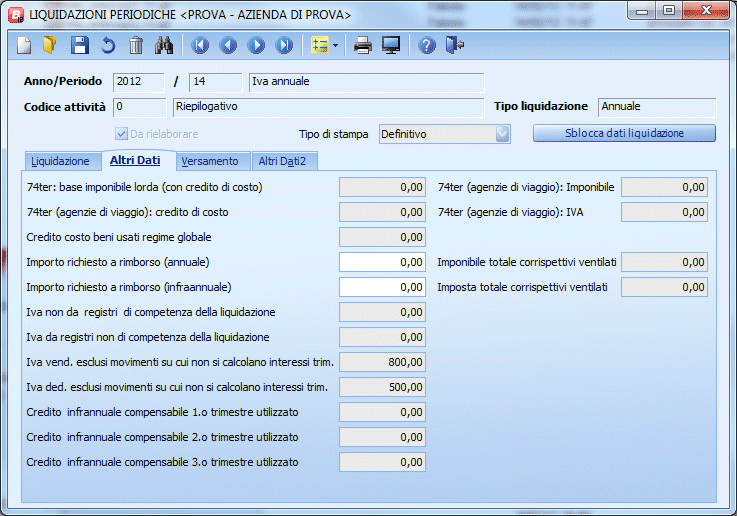 LIQUIDAZIONI PERIODICHE <PROVA - AZIENDA DI PROVA>
Anno/Periodo 2012 / 14 Iva annuale
Codice attività 0 Riepilogativo Tipo liquidazione Annuale
Da rielaborare Tipo di stampa Definitivo Sblocca dati liquidazione
Liquidazione Altri Dati Versamento Altri Dati2
74ter: base imponibile lorda (con credito di costo) 0,00 74ter (agenzie di viaggio): Imponibile 0,00
74ter (agenzie di viaggio): credito di costo 0,00 74ter (agenzie di viaggio): IVA 0,00
Credito costo beni usati regime globale 0,00
Importo richiesto a rimborso (annuale) 0,00 Imponibile totale corrispettivi ventilati 0,00
Importo richiesto a rimborso (infraannuale) 0,00 Imposta totale corrispettivi ventilati 0,00
Iva non da registri di competenza della liquidazione 0,00
Iva da registri non di competenza della liquidazione 0,00
Iva vend. esclusi movimenti su cui non si calcolano interessi trim. 800,00
Iva ded. esclusi movimenti su cui non si calcolano interessi trim. 500,00
Credito infrannuale compensabile 1.o trimestre utilizzato 0,00
Credito infrannuale compensabile 2.o trimestre utilizzato 0,00
Credito infrannuale compensabile 3.o trimestre utilizzato 0,00